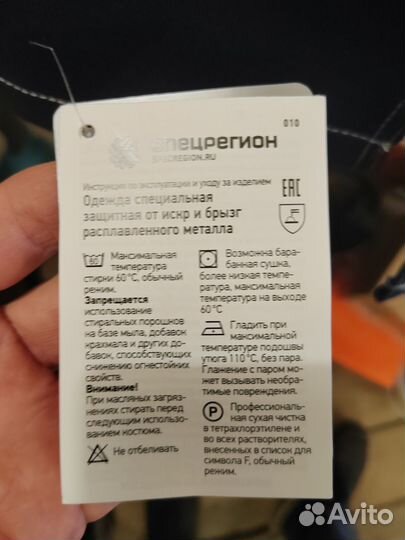 010
спецрегион
SPECREGION.RU
Инструкция по эксплуатации и уходу за изделием
EAC
Одежда специальная
защитная от искр и брызг
расплавленного металла
60
Максимальная
температура
стирки 60°С, обычный
режим.
Запрещается
использование
стиральных порошков
на базе мыла, добавок
крахмала и других до-
бавок, способствующих
снижению огнестойких
свойств.
Внимание!
При масляных загряз-
нениях стирать перед
следующим использо-
ванием костюма.
Не отбеливать
Возможна бара-
банная сушка,
более низкая темпе-
ратура, максимальная
температура на выходе
60°С
Гладить при
максимальной
температуре подошвы
утюга 110°С, без пара.
Глажение с паром может
вызывать необра-
тимые повреждения.
P
Профессиональ-
ная сухая чистка
в тетрахлорэтилене и
во всех растворителях,
внесенных в список для
символа F, обычный
режим.
Avito